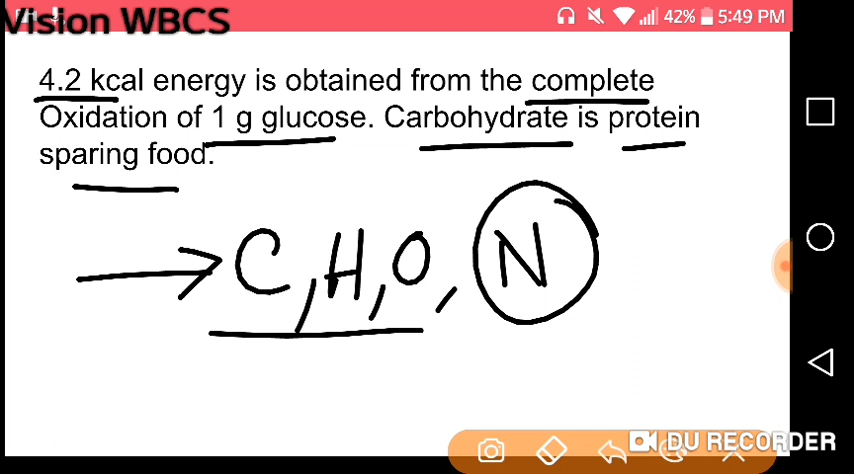 Vision WBCS
42% 5:49 PM
4.2 kcal energy is obtained from the complete
Oxidation of 1 g glucose. Carbohydrate is protein
sparing food.
C, H, O, N
DU RECORDER